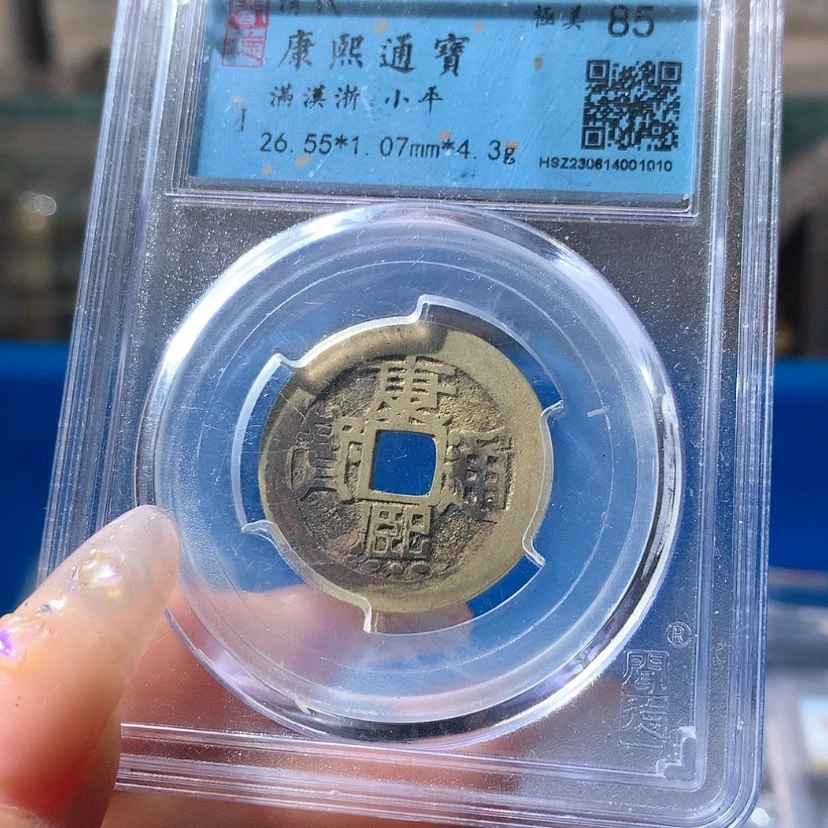 清代
極美 85
康熙通寶
滿漢浙 小平
26.55*1.07mm*4.3g
HSZ230614001010
康熙通寶
®